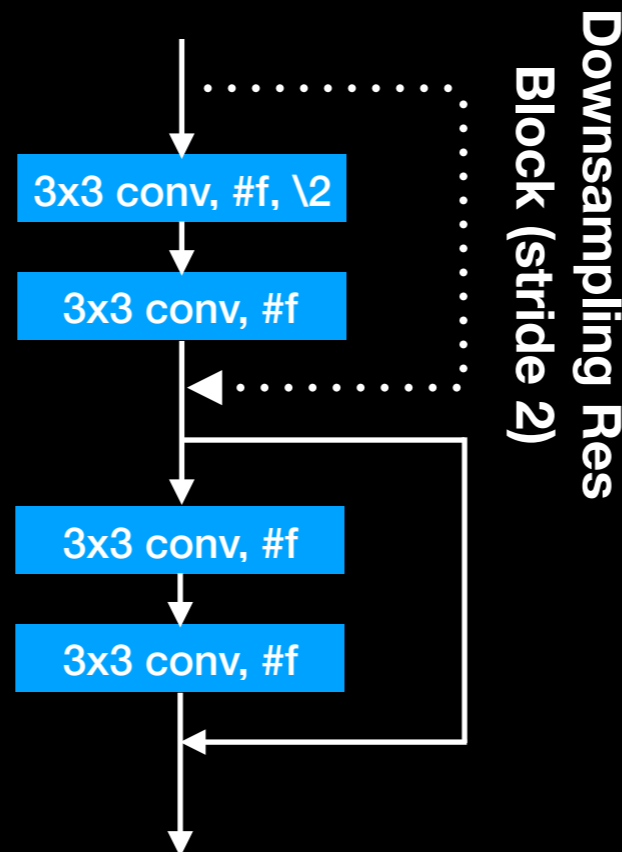 Downsampling Res
Block (stride 2)
3x3 conv, #f, \2
3x3 conv, #f
3x3 conv, #f
3x3 conv, #f